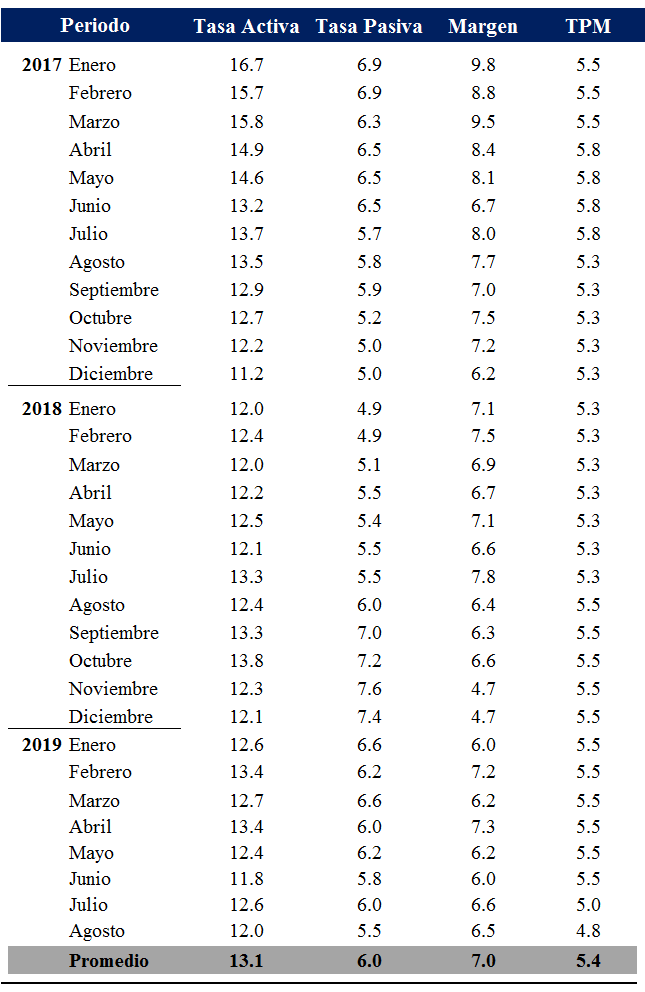 Periodo Tasa Activa Tasa Pasiva Margen TPM
2017 Enero 16.7 6.9 9.8 5.5
Febrero 15.7 6.9 8.8 5.5
Marzo 15.8 6.3 9.5 5.5
Abril 14.9 6.5 8.4 5.8
Mayo 14.6 6.5 8.1 5.8
Junio 13.2 6.5 6.7 5.8
Julio 13.7 5.7 8.0 5.8
Agosto 13.5 5.8 7.7 5.3
Septiembre 12.9 5.9 7.0 5.3
Octubre 12.7 5.2 7.5 5.3
Noviembre 12.2 5.0 7.2 5.3
Diciembre 11.2 5.0 6.2 5.3
2018 Enero 12.0 4.9 7.1 5.3
Febrero 12.4 4.9 7.5 5.3
Marzo 12.0 5.1 6.9 5.3
Abril 12.2 5.5 6.7 5.3
Mayo 12.5 5.4 7.1 5.3
Junio 12.1 5.5 6.6 5.3
Julio 13.3 5.5 7.8 5.3
Agosto 12.4 6.0 6.4 5.5
Septiembre 13.3 7.0 6.3 5.5
Octubre 13.8 7.2 6.6 5.5
Noviembre 12.3 7.6 4.7 5.5
Diciembre 12.1 7.4 4.7 5.5
2019 Enero 12.6 6.6 6.0 5.5
Febrero 13.4 6.2 7.2 5.5
Marzo 12.7 6.6 6.2 5.5
Abril 13.4 6.0 7.3 5.5
Mayo 12.4 6.2 6.2 5.5
Junio 11.8 5.8 6.0 5.5
Julio 12.6 6.0 6.6 5.0
Agosto 12.0 5.5 6.5 4.8
Promedio 13.1 6.0 7.0 5.4